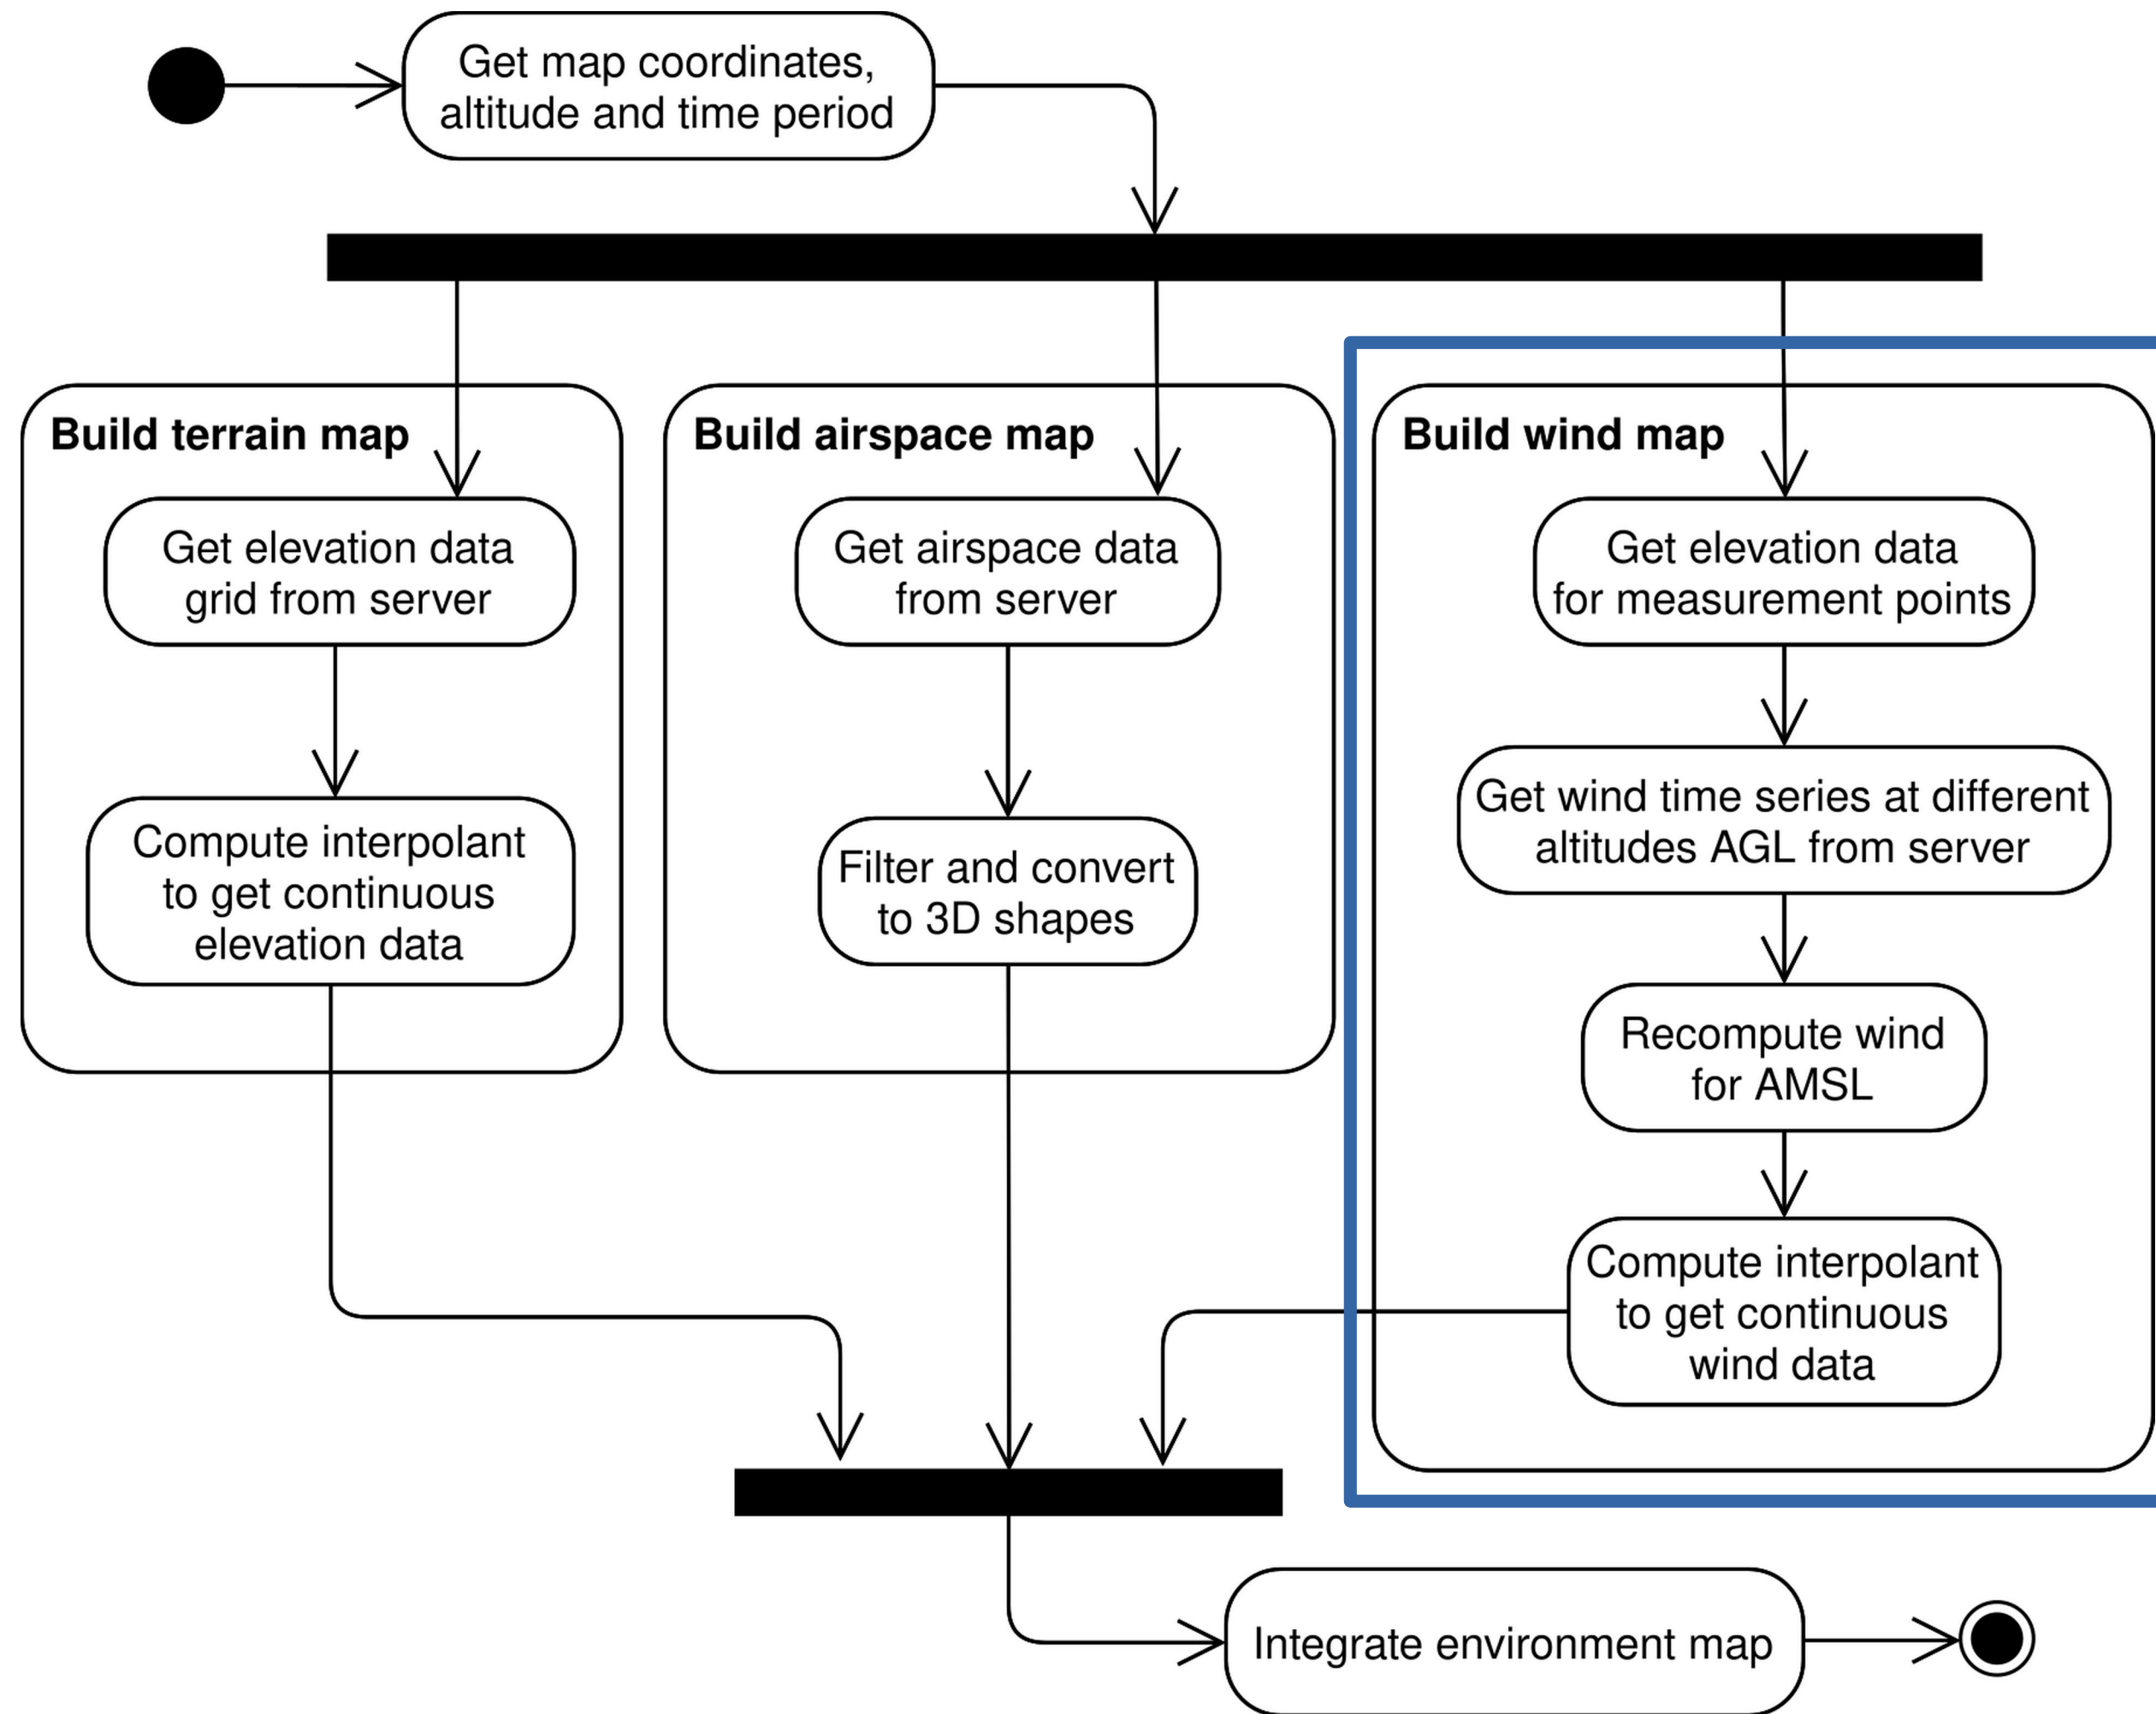 Get map coordinates,
altitude and time period
Build terrain map
Get elevation data
grid from server
Compute interpolant
to get continuous
elevation data
Build airspace map
Get airspace data
from server
Filter and convert
to 3D shapes
Build wind map
Get elevation data
for measurement points
Get wind time series at different
altitudes AGL from server
Recompute wind
for AMSL
Compute interpolant
to get continuous
wind data
Integrate environment map